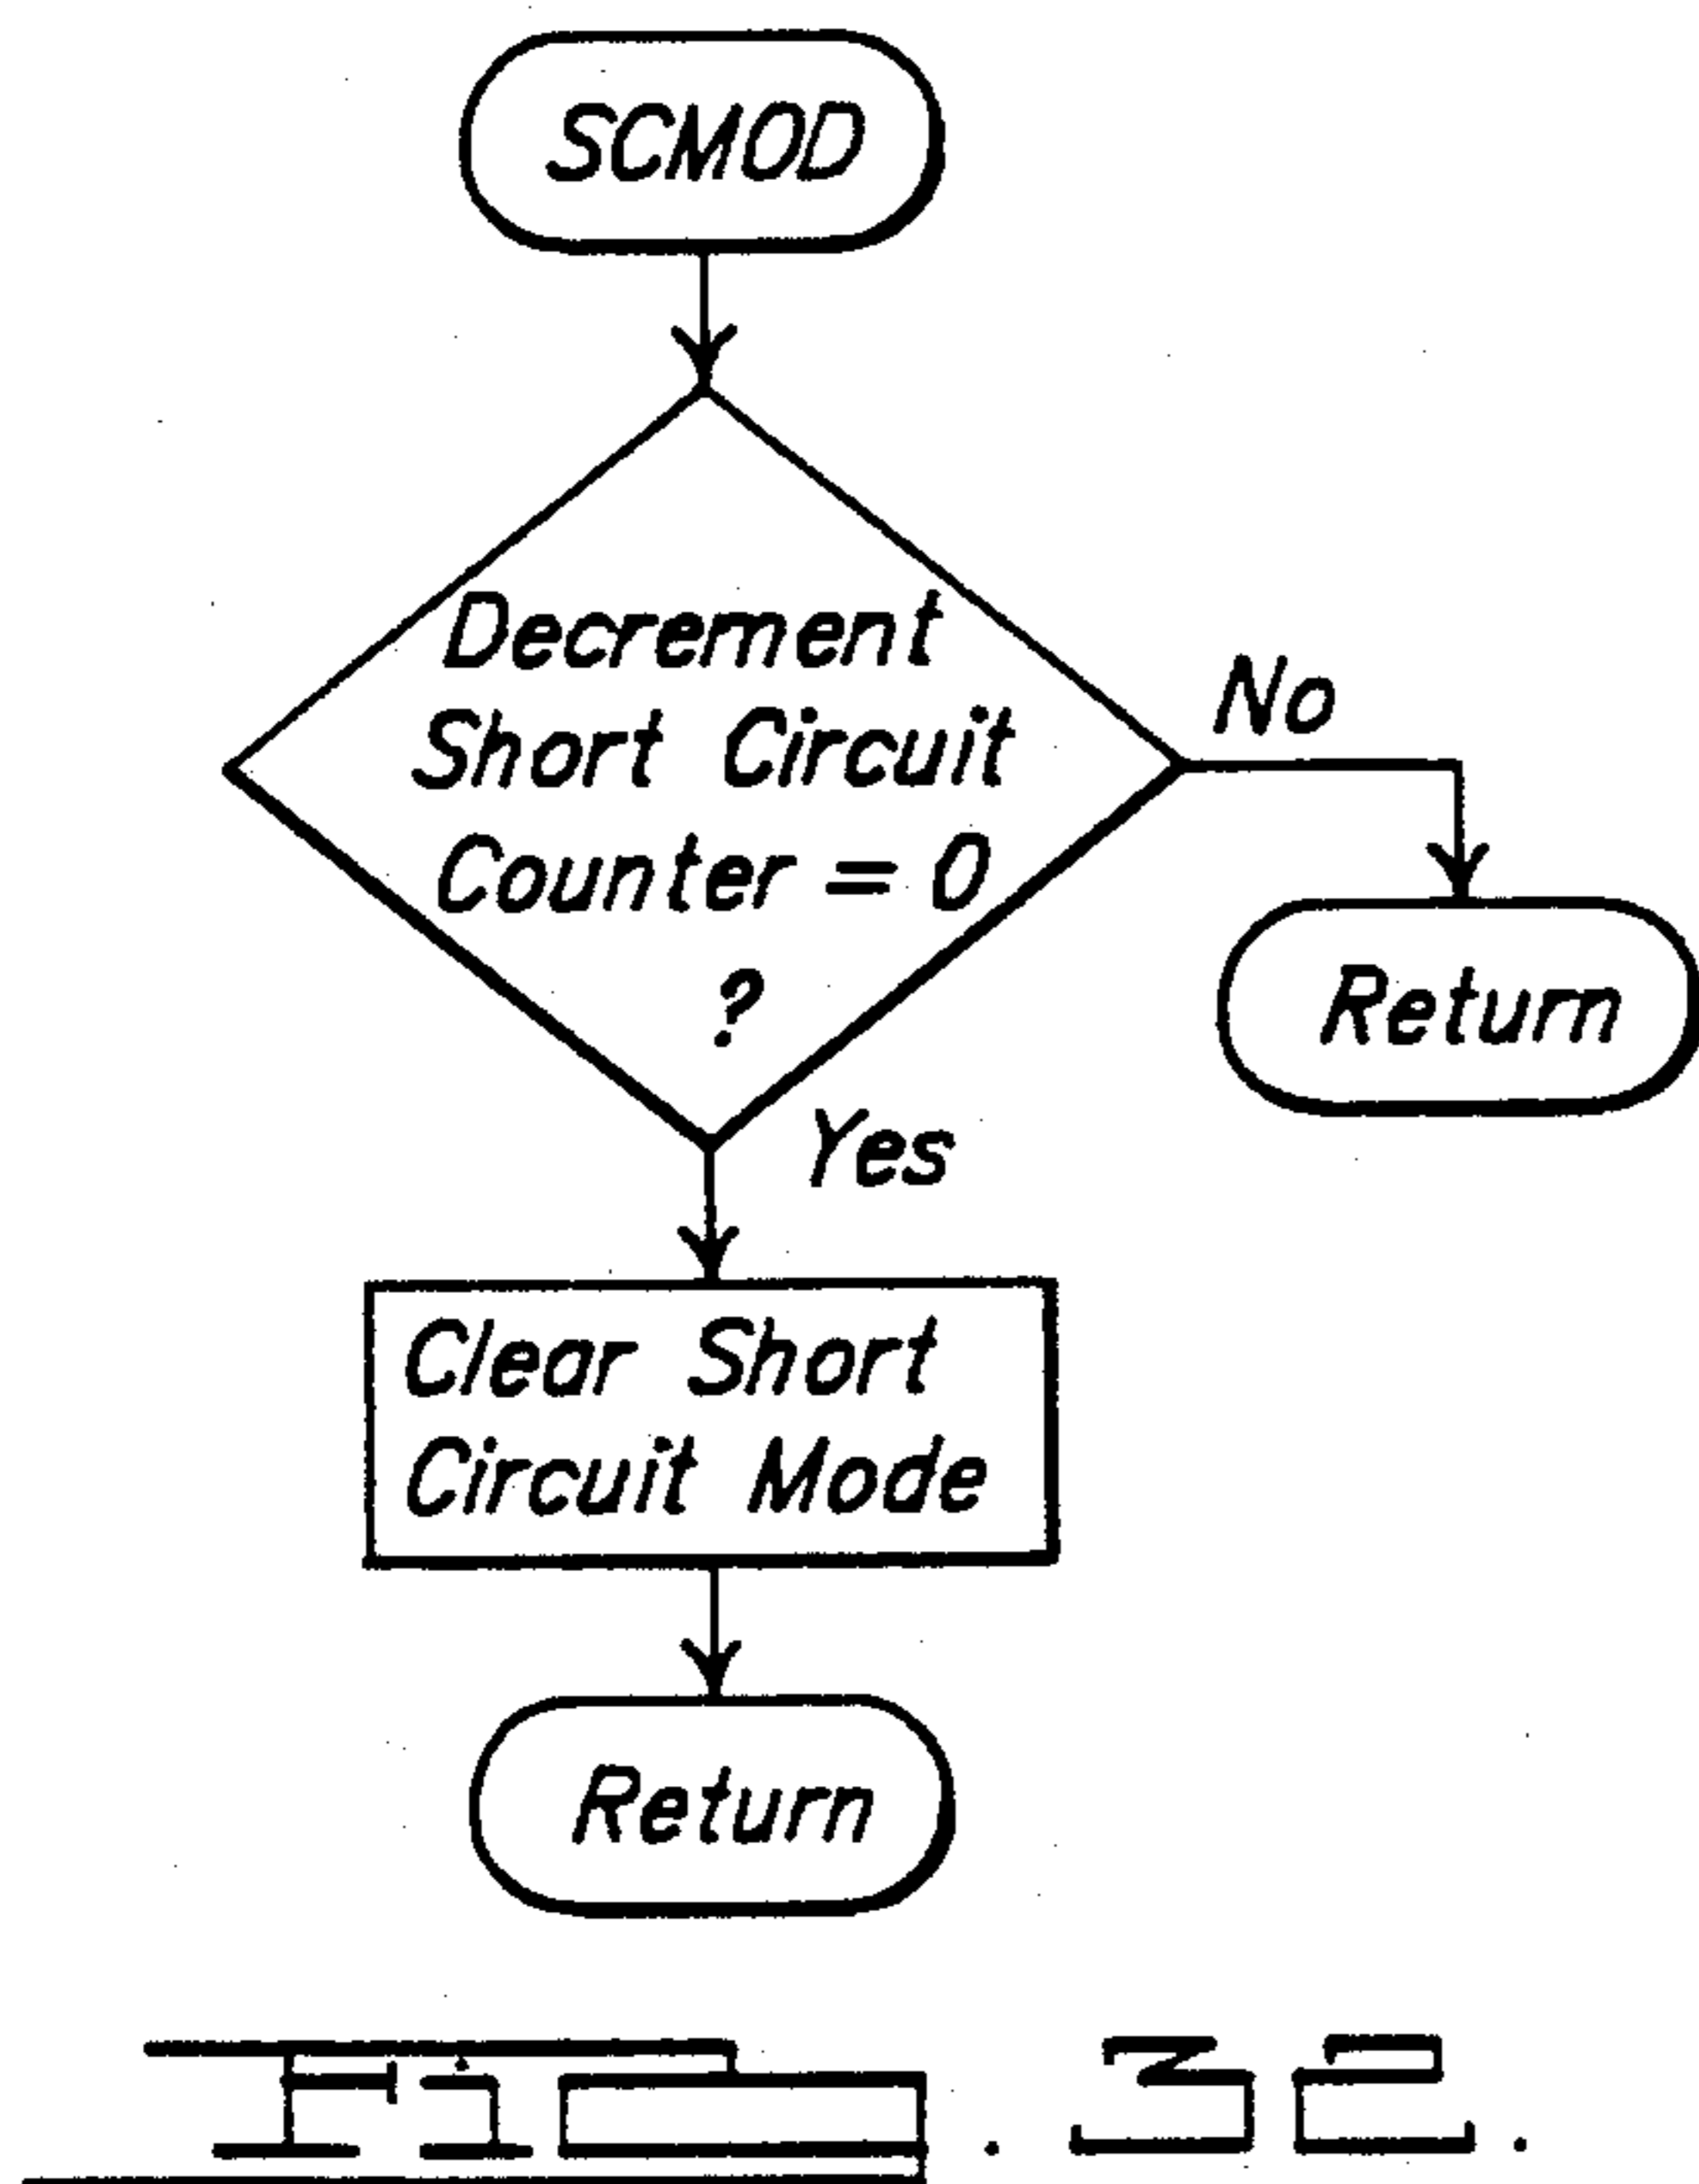 SCMOD
Decrement
Short Circuit
Counter = 0
?
No
Return
Yes
Clear Short
Circuit Mode
Return
Fig. 32.